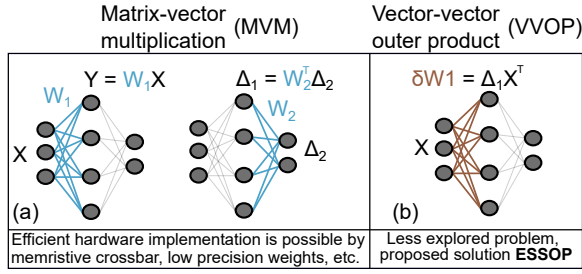 Matrix-vector
multiplication (MVM)
Vector-vector
outer product (VVOP)
W₁
Y = W₁X
X
(a)
Δ₁ = W₂ᵀΔ₂
W₂
Δ₂
δW1 = Δ₁Xᵀ
X
(b)
Efficient hardware implementation is possible by
memristive crossbar, low precision weights, etc.
Less explored problem,
proposed solution ESSOP